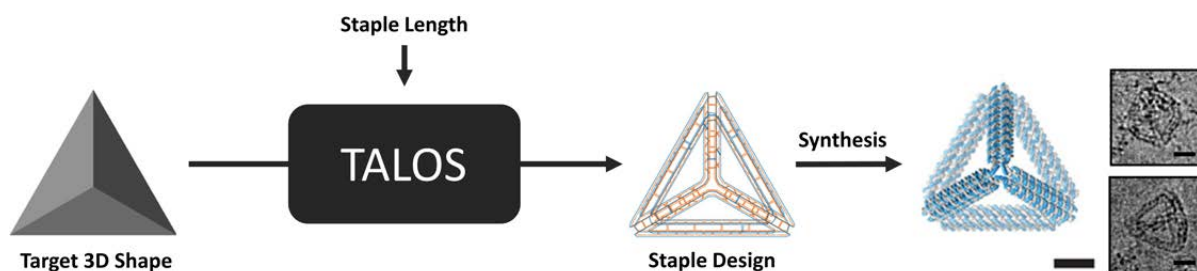 Staple Length
TALOS
Synthesis
Target 3D Shape
Staple Design